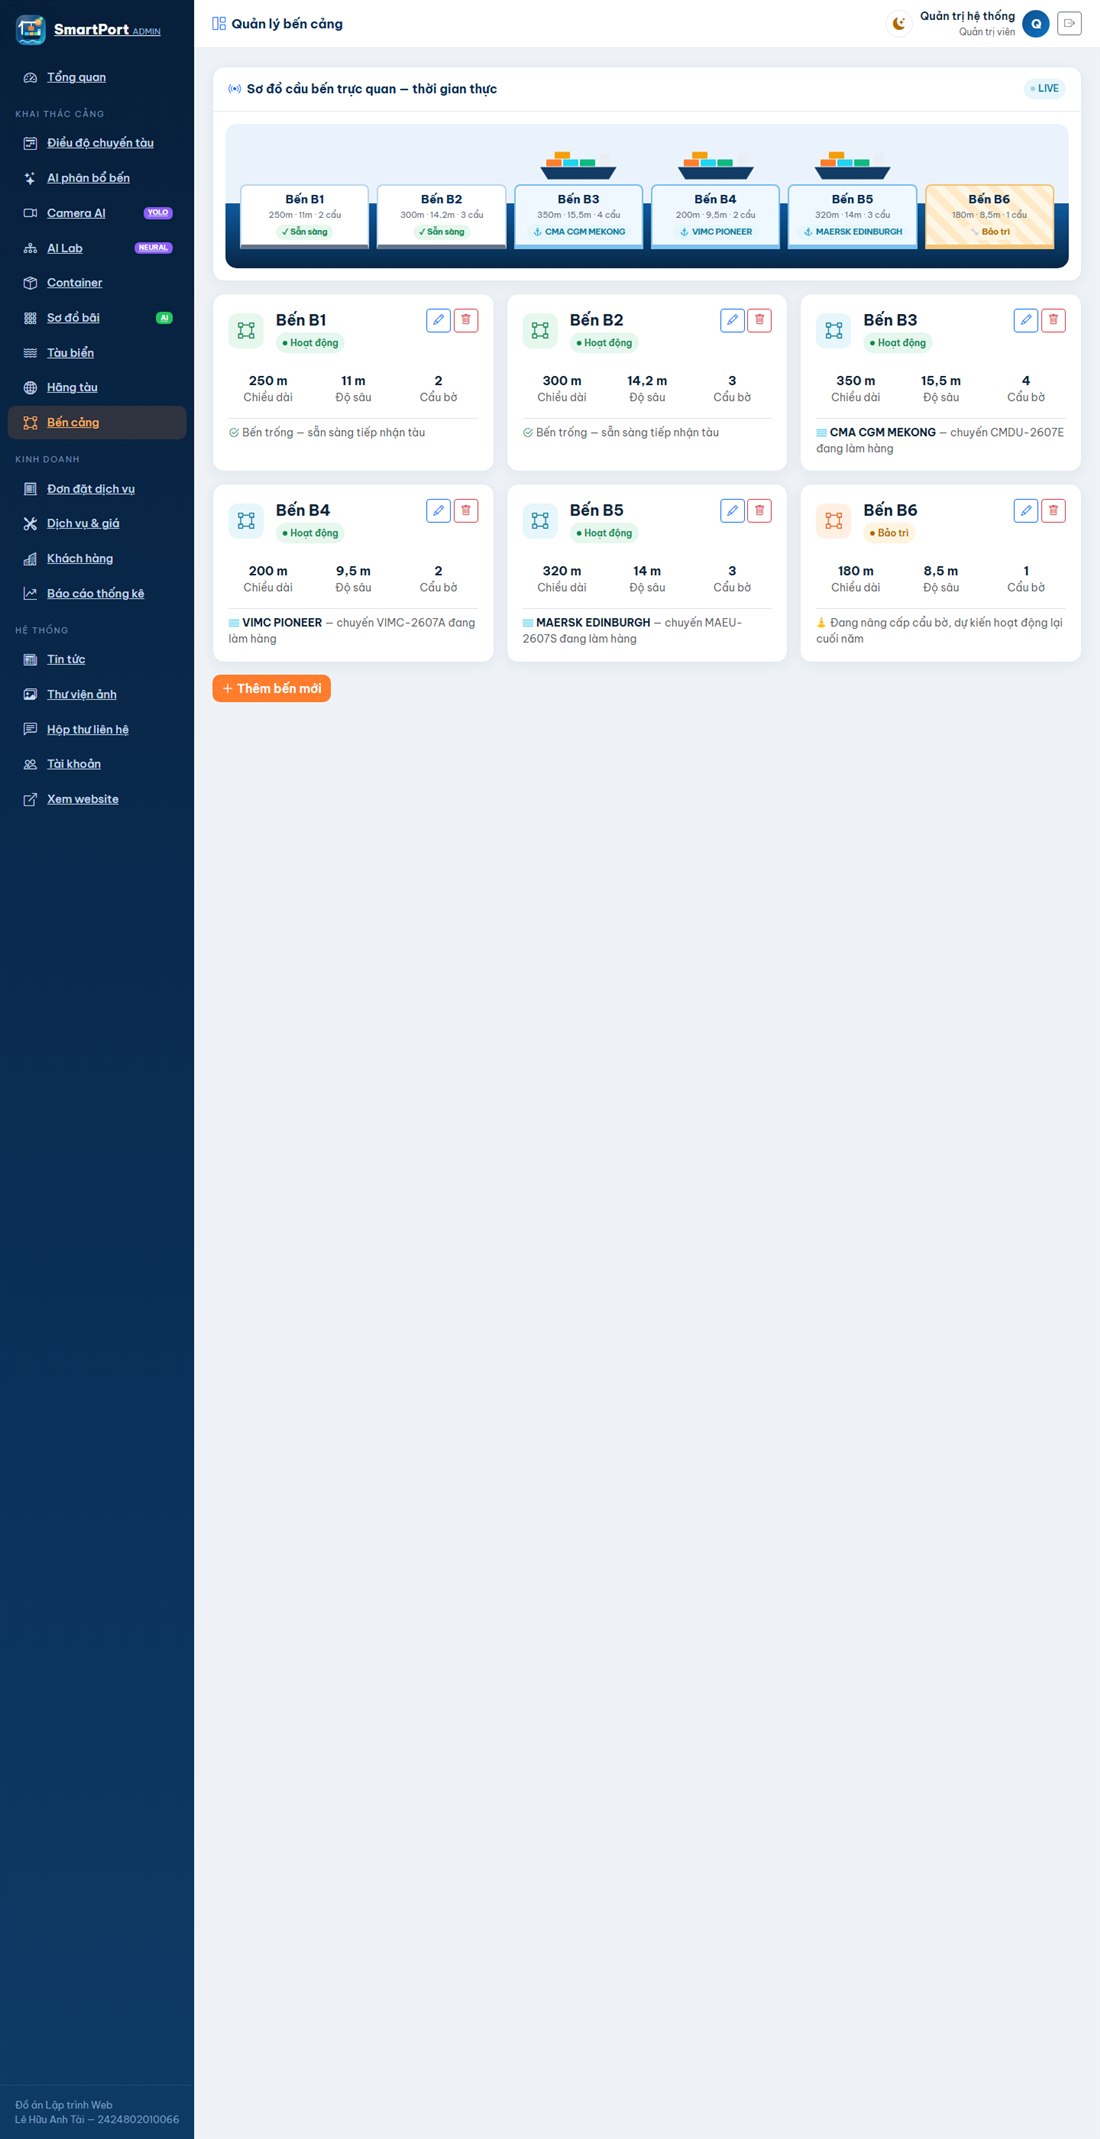 SmartPort ADMIN
Tổng quan
KHAI THÁC CẢNG
Điều độ chuyến tàu
AI phân bổ bến
Camera AI YOLO
AI Lab NEURAL
Container
Sơ đồ bãi AI
Tàu biển
Hãng tàu
Bến cảng
KINH DOANH
Đơn đặt dịch vụ
Dịch vụ & giá
Khách hàng
Báo cáo thống kê
HỆ THỐNG
Tin tức
Thư viện ảnh
Hộp thư liên hệ
Tài khoản
Xem website
Đồ án Lập trình Web
Lê Hữu Anh Tài — 2424802010066
Quản lý bến cảng
Quản trị hệ thống
Quản trị viên
Q
Sơ đồ cầu bến trực quan — thời gian thực
LIVE
Bến B1
250m · 11m · 2 cẩu
✓ Sẵn sàng
Bến B2
300m · 14,2m · 3 cẩu
✓ Sẵn sàng
Bến B3
350m · 15,5m · 4 cẩu
CMA CGM MEKONG
Bến B4
200m · 9,5m · 2 cẩu
VIMC PIONEER
Bến B5
320m · 14m · 3 cẩu
MAERSK EDINBURGH
Bến B6
180m · 8,5m · 1 cẩu
Bảo trì
Bến B1
Hoạt động
250 m 11 m 2
Chiều dài Độ sâu Cẩu bờ
Bến trống — sẵn sàng tiếp nhận tàu
Bến B2
Hoạt động
300 m 14,2 m 3
Chiều dài Độ sâu Cẩu bờ
Bến trống — sẵn sàng tiếp nhận tàu
Bến B3
Hoạt động
350 m 15,5 m 4
Chiều dài Độ sâu Cẩu bờ
CMA CGM MEKONG — chuyến CMDU-2607E
đang làm hàng
Bến B4
Hoạt động
200 m 9,5 m 2
Chiều dài Độ sâu Cẩu bờ
VIMC PIONEER — chuyến VIMC-2607A đang
làm hàng
Bến B5
Hoạt động
320 m 14 m 3
Chiều dài Độ sâu Cẩu bờ
MAERSK EDINBURGH — chuyến MAEU-
2607S đang làm hàng
Bến B6
Bảo trì
180 m 8,5 m 1
Chiều dài Độ sâu Cẩu bờ
Đang nâng cấp cẩu bờ, dự kiến hoạt động lại
cuối năm
+ Thêm bến mới